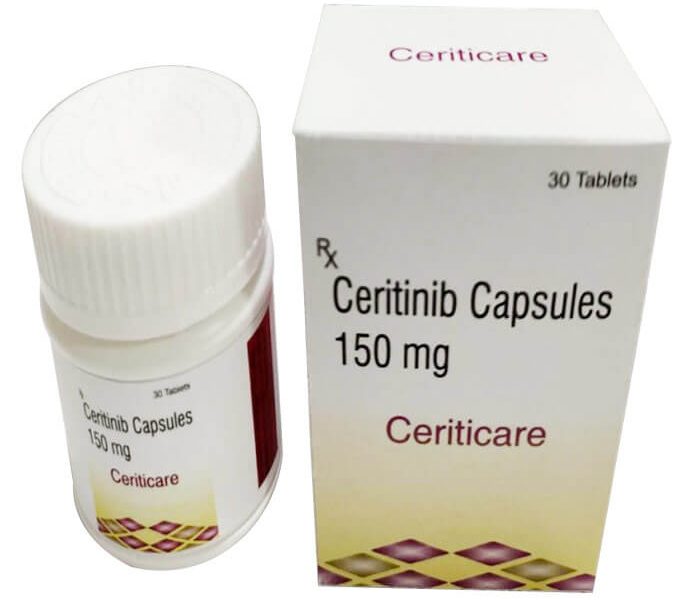 Ceriticare
30 Tablets
Rx
Ceritinib Capsules
150 mg
Ceriticare
30 Tablets
Ceritinib Capsules
150 mg
Ceriticare